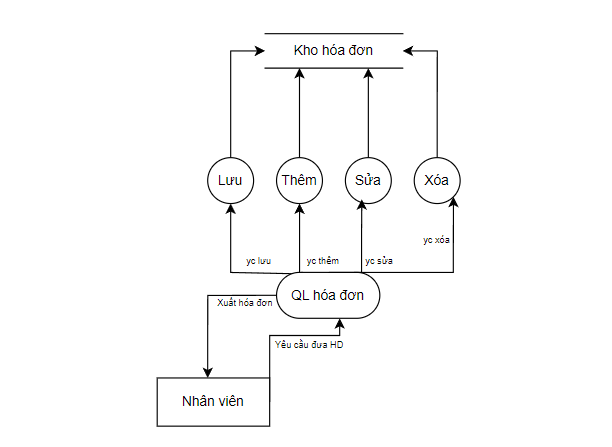 Kho hóa đơn
Lưu
Thêm
Sửa
Xóa
yc xóa
yc lưu
yc thêm
yc sửa
QL hóa đơn
Xuất hóa đơn
Yêu cầu đưa HD
Nhân viên